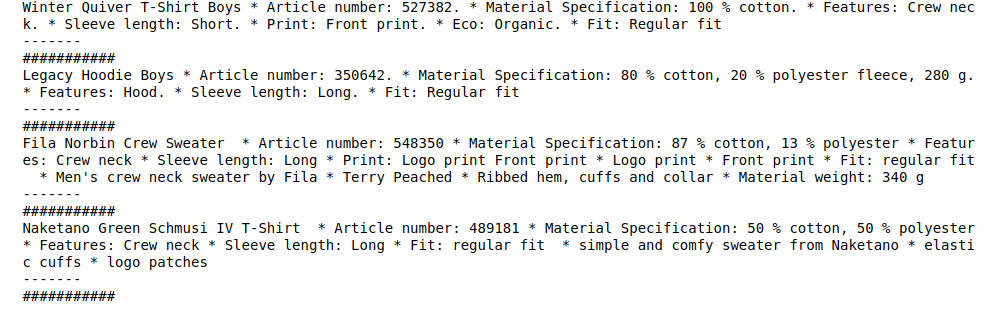 Winter Quiver T-Shirt Boys * Article number: 527382. * Material Specification: 100 % cotton. * Features: Crew nec
k. * Sleeve length: Short. * Print: Front print. * Eco: Organic. * Fit: Regular fit
-------
###########
Legacy Hoodie Boys * Article number: 350642. * Material Specification: 80 % cotton, 20 % polyester fleece, 280 g.
* Features: Hood. * Sleeve length: Long. * Fit: Regular fit
-------
###########
Fila Norbin Crew Sweater  * Article number: 548350 * Material Specification: 87 % cotton, 13 % polyester * Featur
es: Crew neck * Sleeve length: Long * Print: Logo print Front print * Logo print * Front print * Fit: regular fit
  * Men's crew neck sweater by Fila * Terry Peached * Ribbed hem, cuffs and collar * Material weight: 340 g
-------
###########
Naketano Green Schmusi IV T-Shirt  * Article number: 489181 * Material Specification: 50 % cotton, 50 % polyester
* Features: Crew neck * Sleeve length: Long * Fit: regular fit  * simple and comfy sweater from Naketano * elasti
c cuffs * logo patches
-------
###########